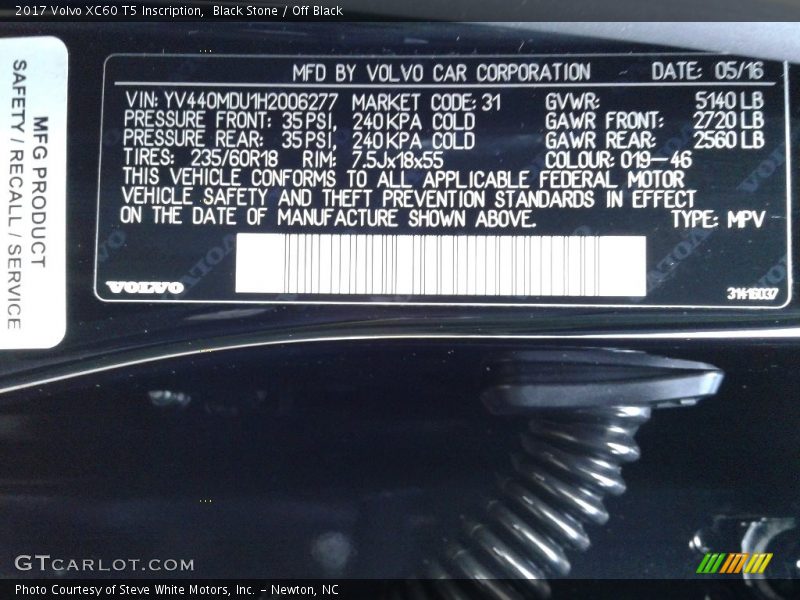 2017 Volvo XC60 T5 Inscription, Black Stone / Off Black
MFG PRODUCT
SAFETY / RECALL / SERVICE
MFD BY VOLVO CAR CORPORATION DATE: 05/16
VIN: YV440MDU1H2006277 MARKET CODE: 31 GVWR: 5140 LB
PRESSURE FRONT: 35 PSI, 240 KPA COLD GAWR FRONT: 2720 LB
PRESSURE REAR: 35 PSI, 240 KPA COLD GAWR REAR: 2560 LB
TIRES: 235/60R18 RIM: 7.5Jx18x55 COLOUR: 019-46
THIS VEHICLE CONFORMS TO ALL APPLICABLE FEDERAL MOTOR
VEHICLE SAFETY AND THEFT PREVENTION STANDARDS IN EFFECT
ON THE DATE OF MANUFACTURE SHOWN ABOVE. TYPE: MPV
VOLVO
31416037
GTCARLOT.COM
Photo Courtesy of Steve White Motors, Inc. - Newton, NC